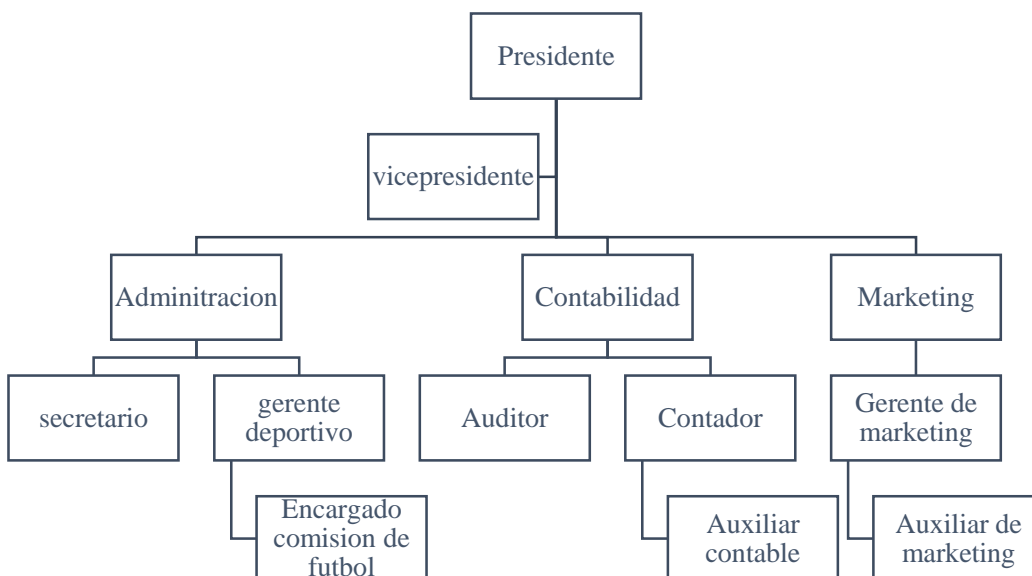 Presidente
vicepresidente
Adminitracion
Contabilidad
Marketing
secretario
gerente
deportivo
Auditor
Contador
Gerente de
marketing
Encargado
comision de
futbol
Auxiliar
contable
Auxiliar de
marketing